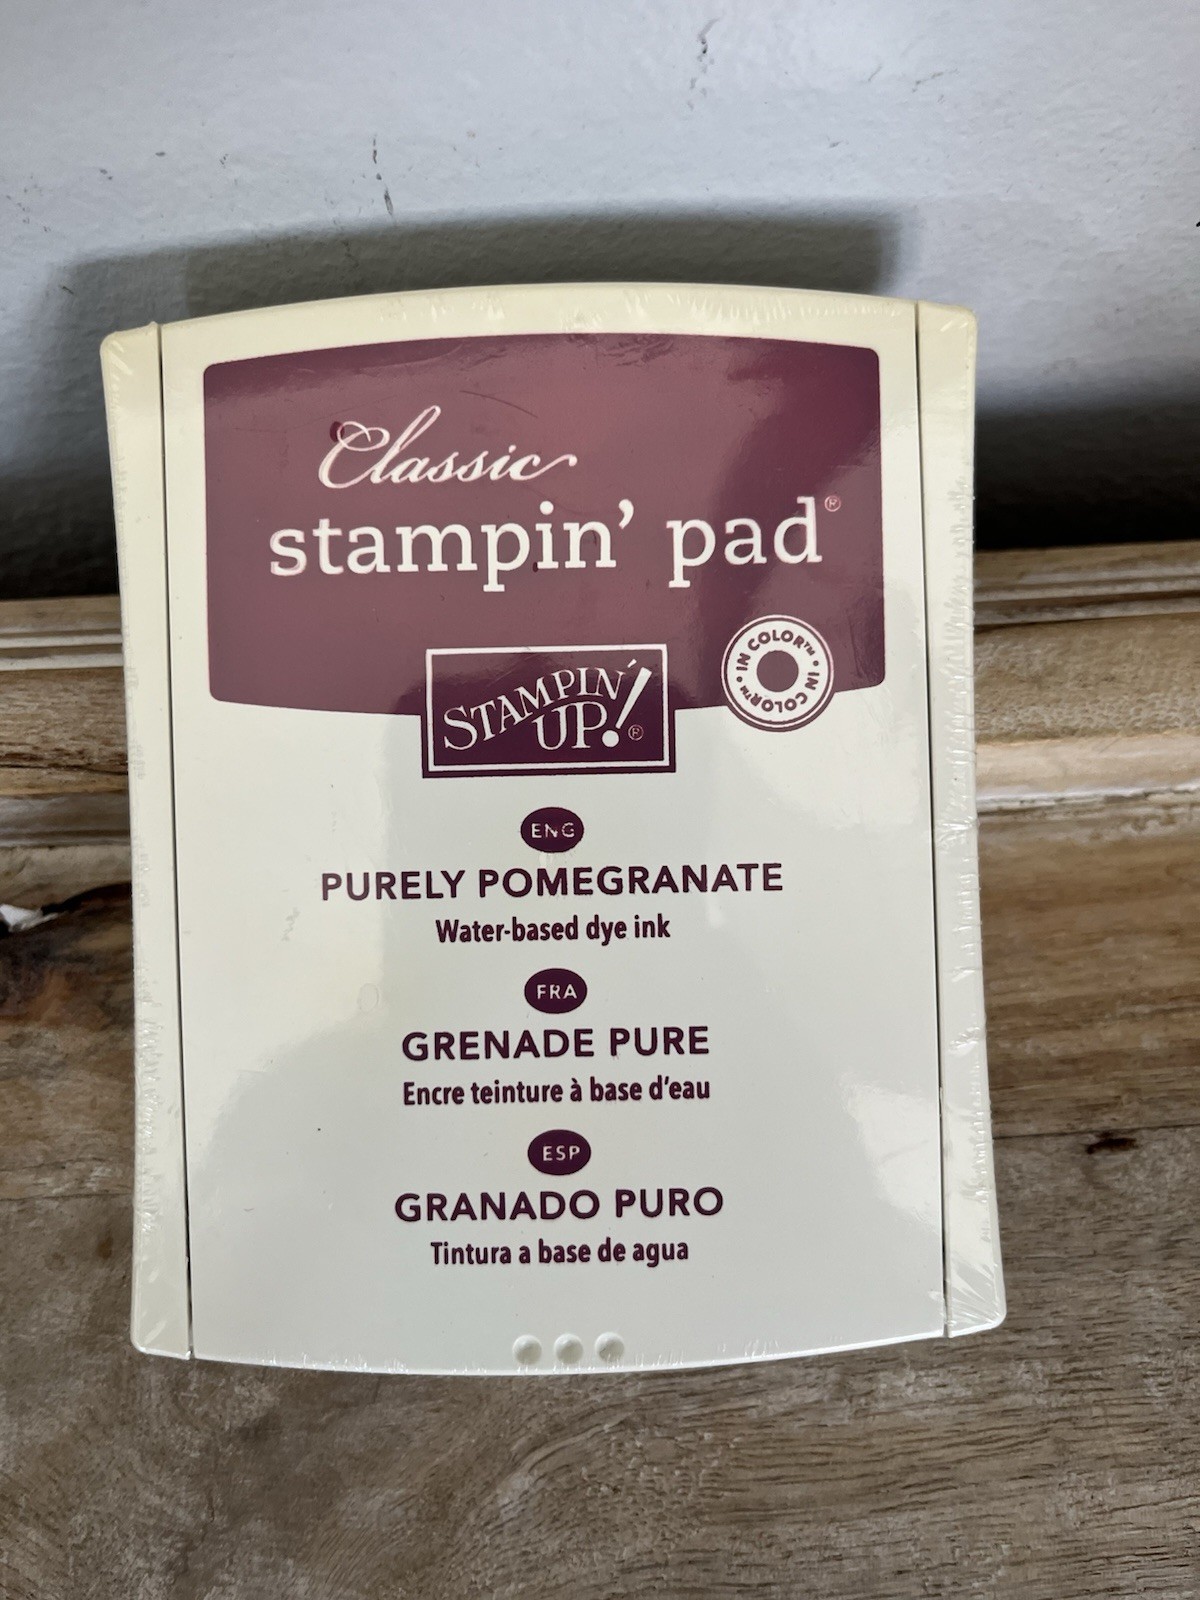 Classic
stampin' pad®
IN COLOR™ • IN COLOR™ •
STAMPIN' UP!®
ENG
PURELY POMEGRANATE
Water-based dye ink
FRA
GRENADE PURE
Encre teinture à base d'eau
ESP
GRANADO PURO
Tintura a base de agua